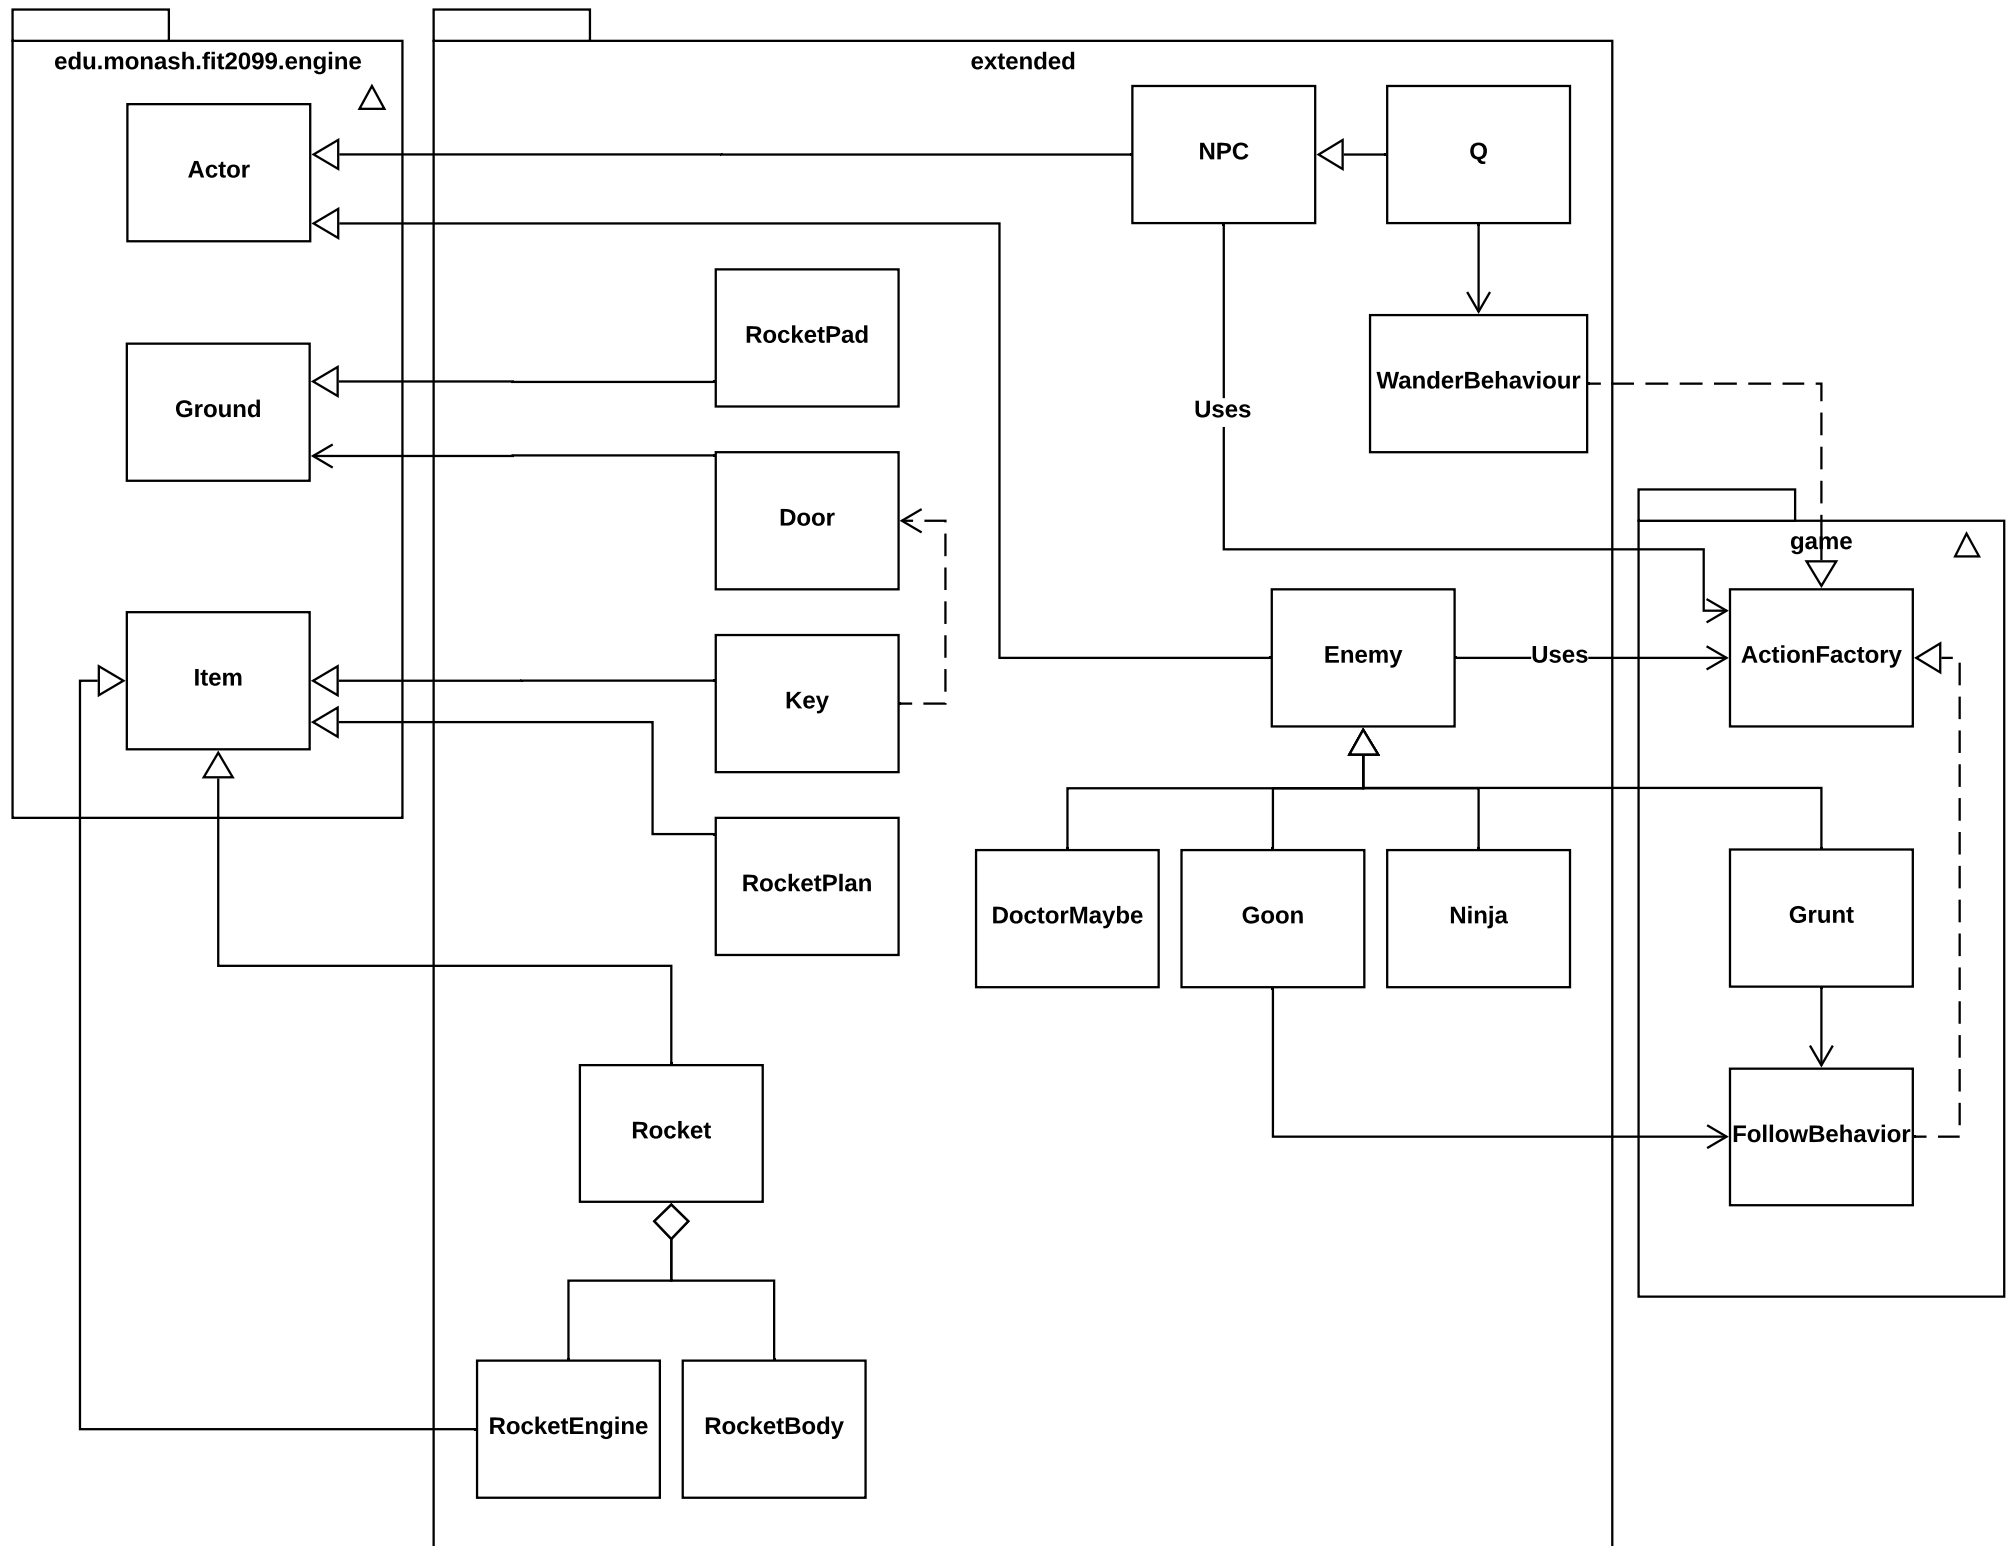 edu.monash.fit2099.engine
extended
Actor
NPC
Q
RocketPad
WanderBehaviour
Ground
Uses
Door
game
Item
Key
Enemy
Uses
ActionFactory
RocketPlan
DoctorMaybe
Goon
Ninja
Grunt
Rocket
FollowBehavior
RocketEngine
RocketBody